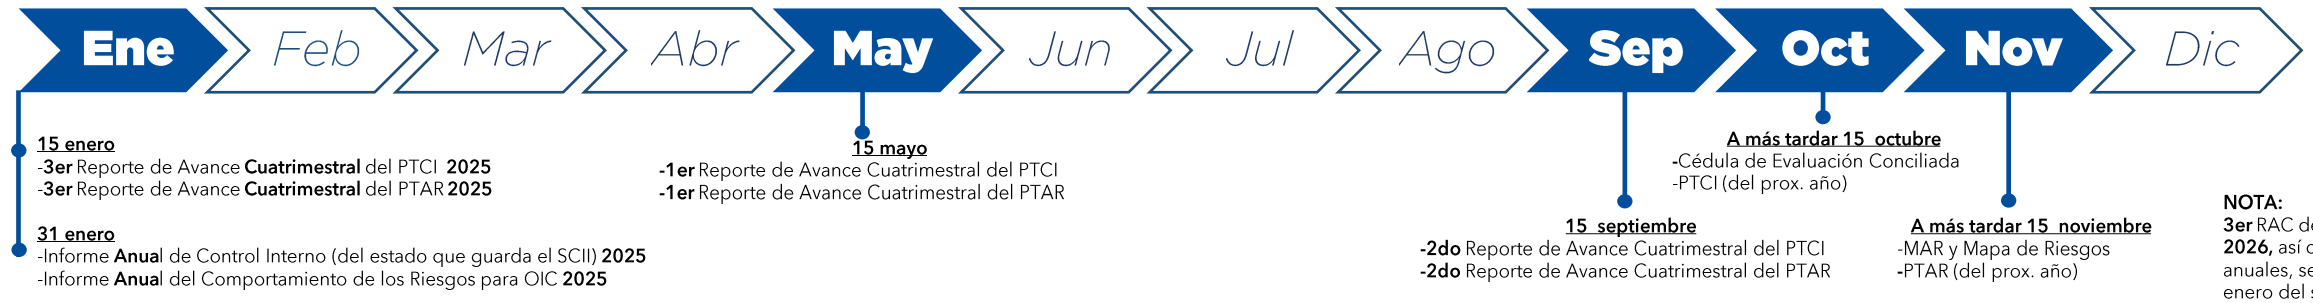 Ene Feb Mar Abr May Jun Jul Ago Sep Oct Nov Dic
15 enero
-3er Reporte de Avance Cuatrimestral del PTCI 2025
-3er Reporte de Avance Cuatrimestral del PTAR 2025
31 enero
-Informe Anual de Control Interno (del estado que guarda el SCII) 2025
-Informe Anual del Comportamiento de los Riesgos para OIC 2025
15 mayo
-1er Reporte de Avance Cuatrimestral del PTCI
-1er Reporte de Avance Cuatrimestral del PTAR
15 septiembre
-2do Reporte de Avance Cuatrimestral del PTCI
-2do Reporte de Avance Cuatrimestral del PTAR
A más tardar 15 octubre
-Cédula de Evaluación Conciliada
-PTCI (del prox. año)
A más tardar 15 noviembre
-MAR y Mapa de Riesgos
-PTAR (del prox. año)
NOTA:
3er RAC
2026, así
anuales,
enero del